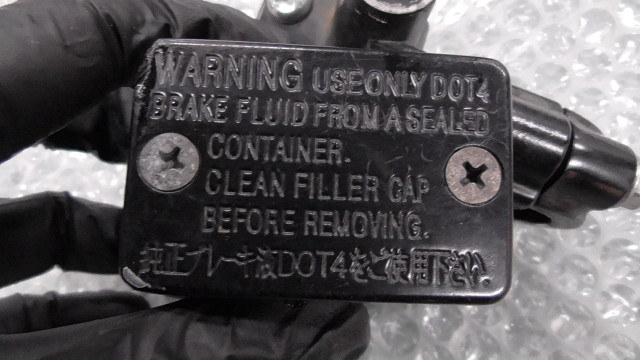 WARNING USE ONLY DOT4
BRAKE FLUID FROM A SEALED
CONTAINER.
CLEAN FILLER CAP
BEFORE REMOVING.
純正ブレーキ液DOT4をご使用下さい.